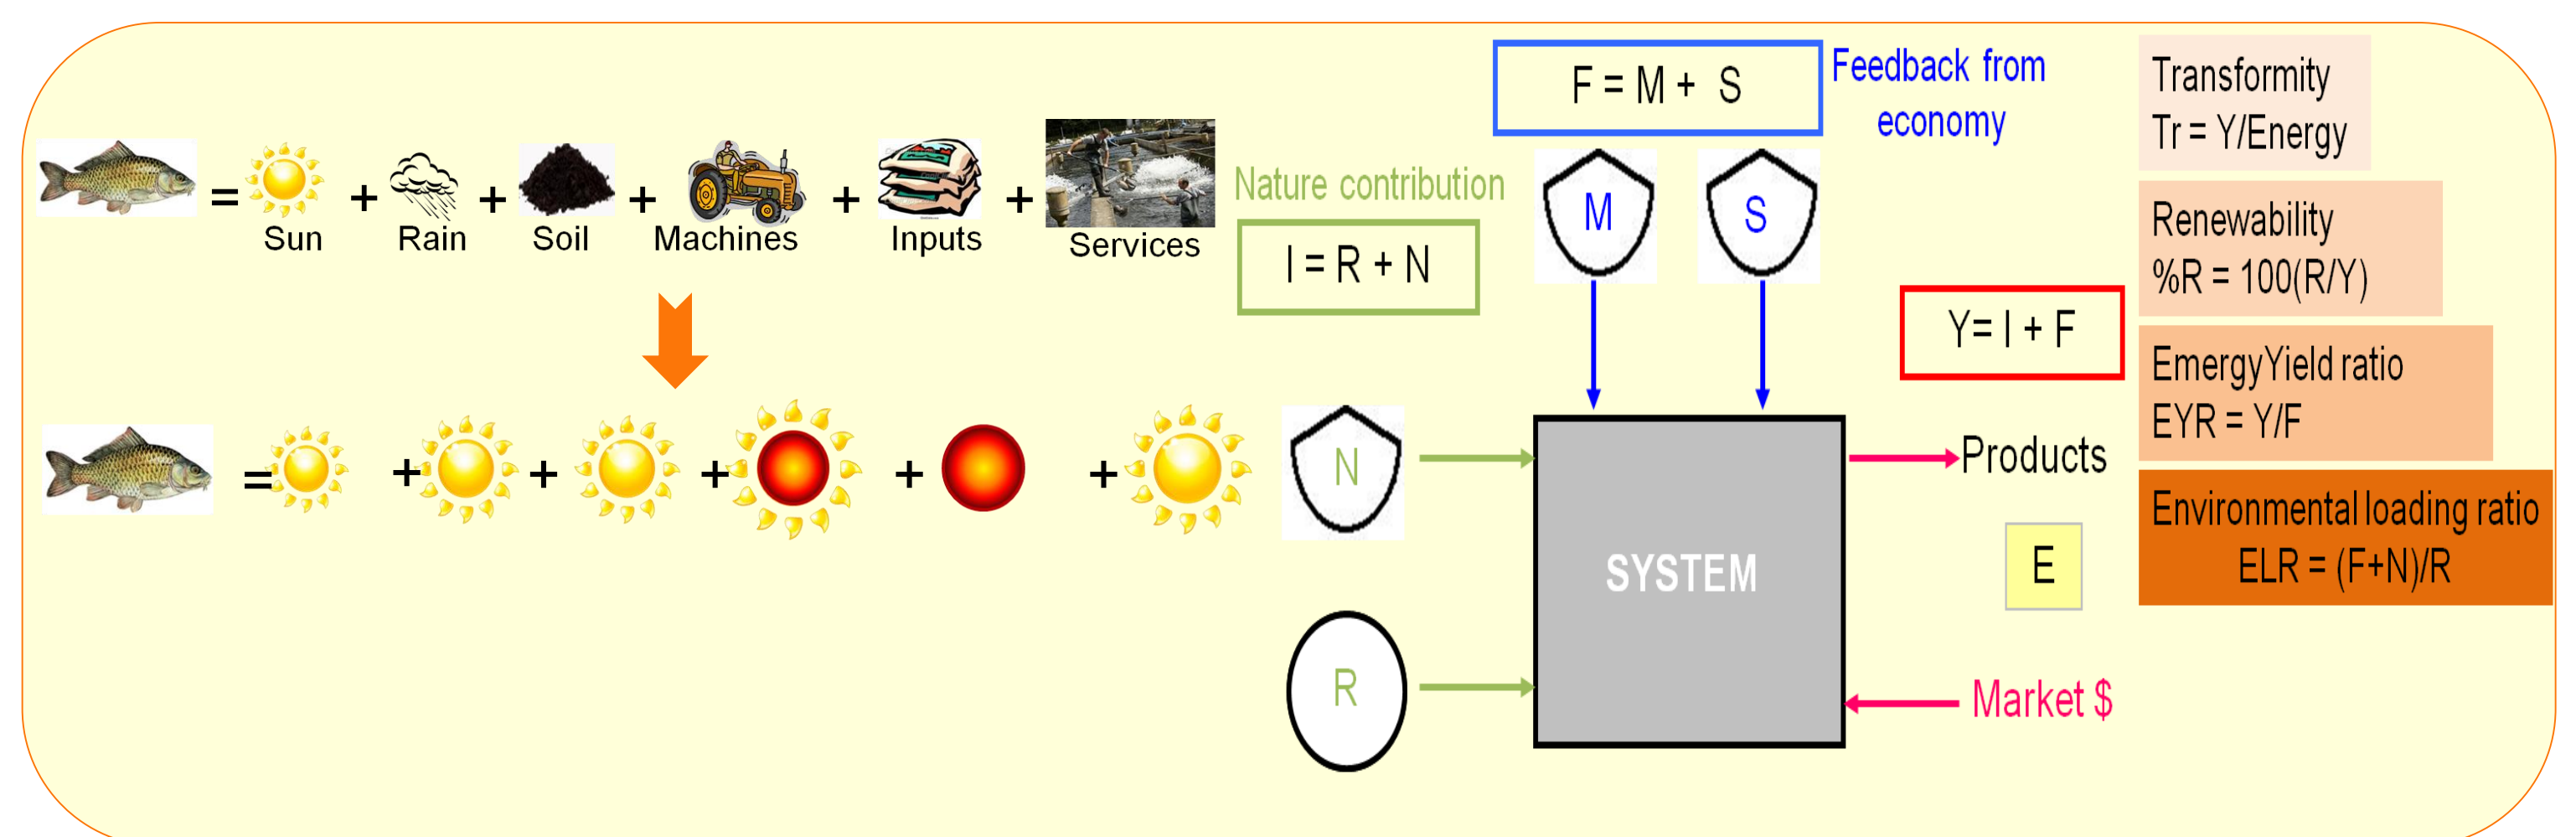 = + + + + +
Sun Rain Soil Machines Inputs Services
= + + + + +
Nature contribution
I = R + N
F = M + S
Feedback from
economy
M S
N
R
SYSTEM
Y= I + F
Products
E
Market $
Transformity
Tr = Y/Energy
Renewability
%R = 100(R/Y)
EmergyYield ratio
EYR = Y/F
Environmental loading ratio
ELR = (F+N)/R